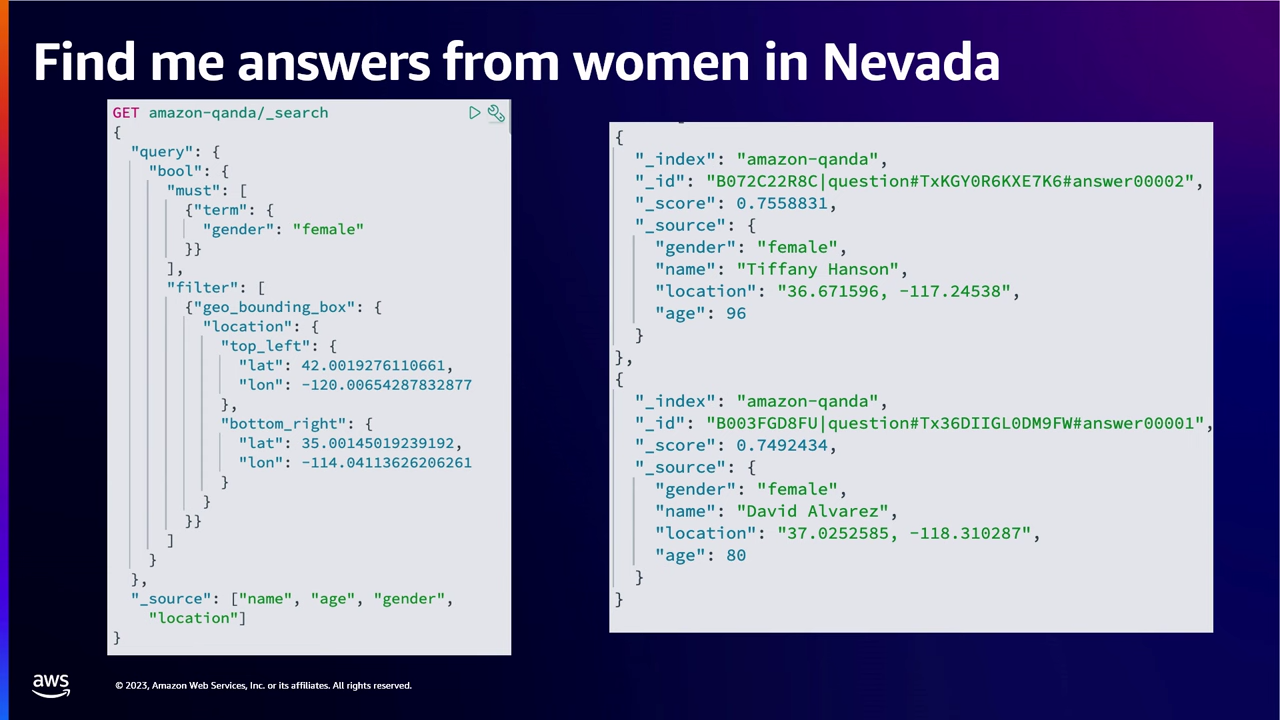 Find me answers from women in Nevada
GET amazon-qanda/_search
{
"query": {
"bool": {
"must": [
{"term": {
"gender": "female"
}}
],
"filter": [
{"geo_bounding_box": {
"location": {
"top_left": {
"lat": 42.0019276110661,
"lon": -120.00654287832877
},
"bottom_right": {
"lat": 35.00145019239192,
"lon": -114.04113626206261
}
}
}}
]
}
},
"_source": ["name", "age", "gender",
"location"]
}
{
"_index": "amazon-qanda",
"_id": "B072C22R8C|question#TxKGY0R6KXE7K6#answer00002",
"_score": 0.7558831,
"_source": {
"gender": "female",
"name": "Tiffany Hanson",
"location": "36.671596, -117.24538",
"age": 96
}
},
{
"_index": "amazon-qanda",
"_id": "B003FGD8FU|question#Tx36DIIGL0DM9FW#answer00001",
"_score": 0.7492434,
"_source": {
"gender": "female",
"name": "David Alvarez",
"location": "37.0252585, -118.310287",
"age": 80
}
}
aws
© 2023, Amazon Web Services, Inc. or its affiliates. All rights reserved.